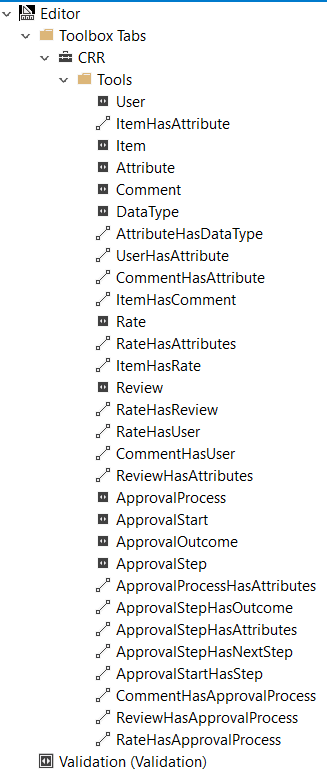 Editor
Toolbox Tabs
CRR
Tools
User
ItemHasAttribute
Item
Attribute
Comment
DataType
AttributeHasDataType
UserHasAttribute
CommentHasAttribute
ItemHasComment
Rate
RateHasAttributes
ItemHasRate
Review
RateHasReview
RateHasUser
CommentHasUser
ReviewHasAttributes
ApprovalProcess
ApprovalStart
ApprovalOutcome
ApprovalStep
ApprovalProcessHasAttributes
ApprovalStepHasOutcome
ApprovalStepHasAttributes
ApprovalStepHasNextStep
ApprovalStartHasStep
CommentHasApprovalProcess
ReviewHasApprovalProcess
RateHasApprovalProcess
Validation (Validation)